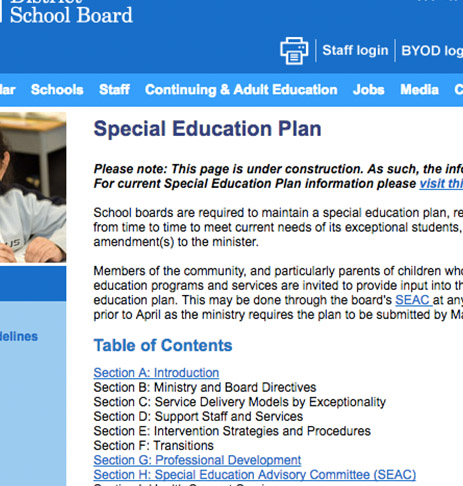 District
School Board
Staff login BYOD log
lar Schools Staff Continuing & Adult Education Jobs Media C
Special Education Plan
Please note: This page is under construction. As such, the info
For current Special Education Plan information please visit thi
School boards are required to maintain a special education plan, re
from time to time to meet current needs of its exceptional students,
amendment(s) to the minister.
Members of the community, and particularly parents of children who
education programs and services are invited to provide input into th
education plan. This may be done through the board's SEAC at any
prior to April as the ministry requires the plan to be submitted by Ma
delines
Table of Contents
Section A: Introduction
Section B: Ministry and Board Directives
Section C: Service Delivery Models by Exceptionality
Section D: Support Staff and Services
Section E: Intervention Strategies and Procedures
Section F: Transitions
Section G: Professional Development
Section H: Special Education Advisory Committee (SEAC)